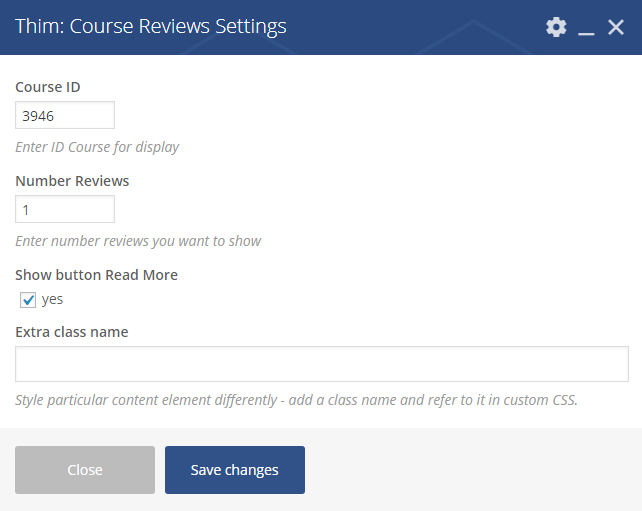 Thim: Course Reviews Settings
Course ID
3946
Enter ID Course for display
Number Reviews
1
Enter number reviews you want to show
Show button Read More
yes
Extra class name
Style particular content element differently - add a class name and refer to it in custom CSS.
Close
Save changes